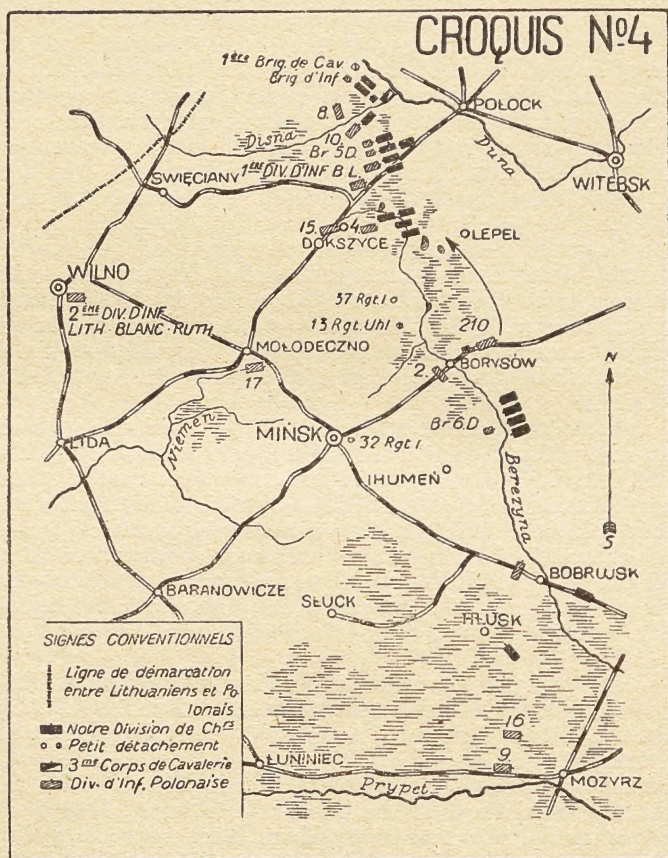 CROQUIS Nº4
1ère Brig. de Cav
Brig d'Inf
8.
10.
Br 5 D.
1ÈRE DIV. D'INF B L.
Disna
POŁOCK
Duna
WITEBSK
ŚWIĘCIANY
15.
4.
DOKSZYCE
LEPEL
WILNO
2ÈME DIV. D'INF
LITH·BLANC·RUTH
37 Rgt. I
13 Rgt. Uhl
210
MOŁODECZNO
17
2.
BORYSÓW
N
LIDA
Niemen
MIŃSK
32 Rgt I.
Br 6. D
IHUMEŃ
Berezyna
S
BARANOWICZE
SŁUCK
BOBRUJSK
HŁUSK
16
9.
ŁUNINIEC
Prypet
MOZYRZ
SIGNES CONVENTIONNELS
Ligne de démarcation
entre Lithuaniens et Po-
lonais
Notre Division de Chrs
Petit détachement
3me Corps de Cavalerie
Div. d'Inf. Polonaise